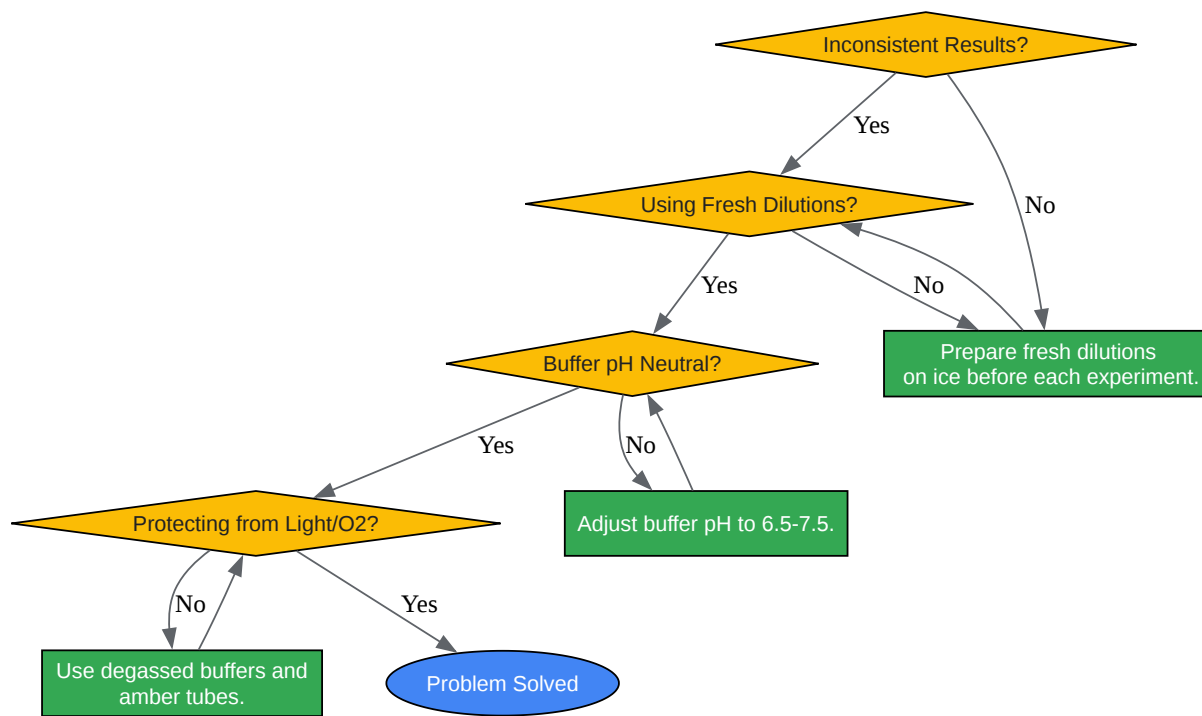 Inconsistent Results?
Yes
No
Using Fresh Dilutions?
Yes
No
Prepare fresh dilutions
on ice before each experiment.
Buffer pH Neutral?
Yes
No
Adjust buffer pH to 6.5-7.5.
Protecting from Light/O2?
No
Yes
Use degassed buffers and
amber tubes.
Problem Solved